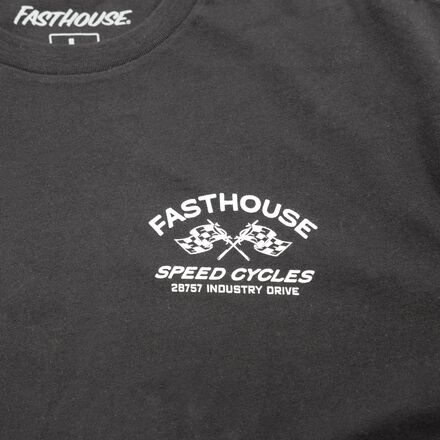 FASTHOUSE.
L
FASTHOUSE
SPEED CYCLES
28757 INDUSTRY DRIVE